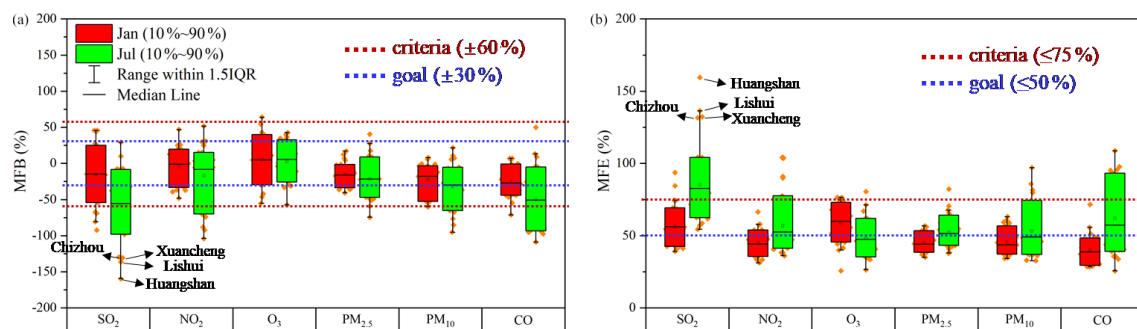 (a)
200
150
100
50
0
-50
-100
-150
-200
MFB (%)
Jan (10%~90%)
Jul (10%~90%)
Range within 1.5IQR
Median Line
criteria (±60%)
goal (±30%)
Chizhou
Xuancheng
Lishui
Huangshan
SO₂ NO₂ O₃ PM₂.₅ PM₁₀ CO
(b)
200
150
100
50
0
MFE (%)
criteria (≤75%)
goal (≤50%)
Huangshan
Chizhou
Lishui
Xuancheng
SO₂ NO₂ O₃ PM₂.₅ PM₁₀ CO